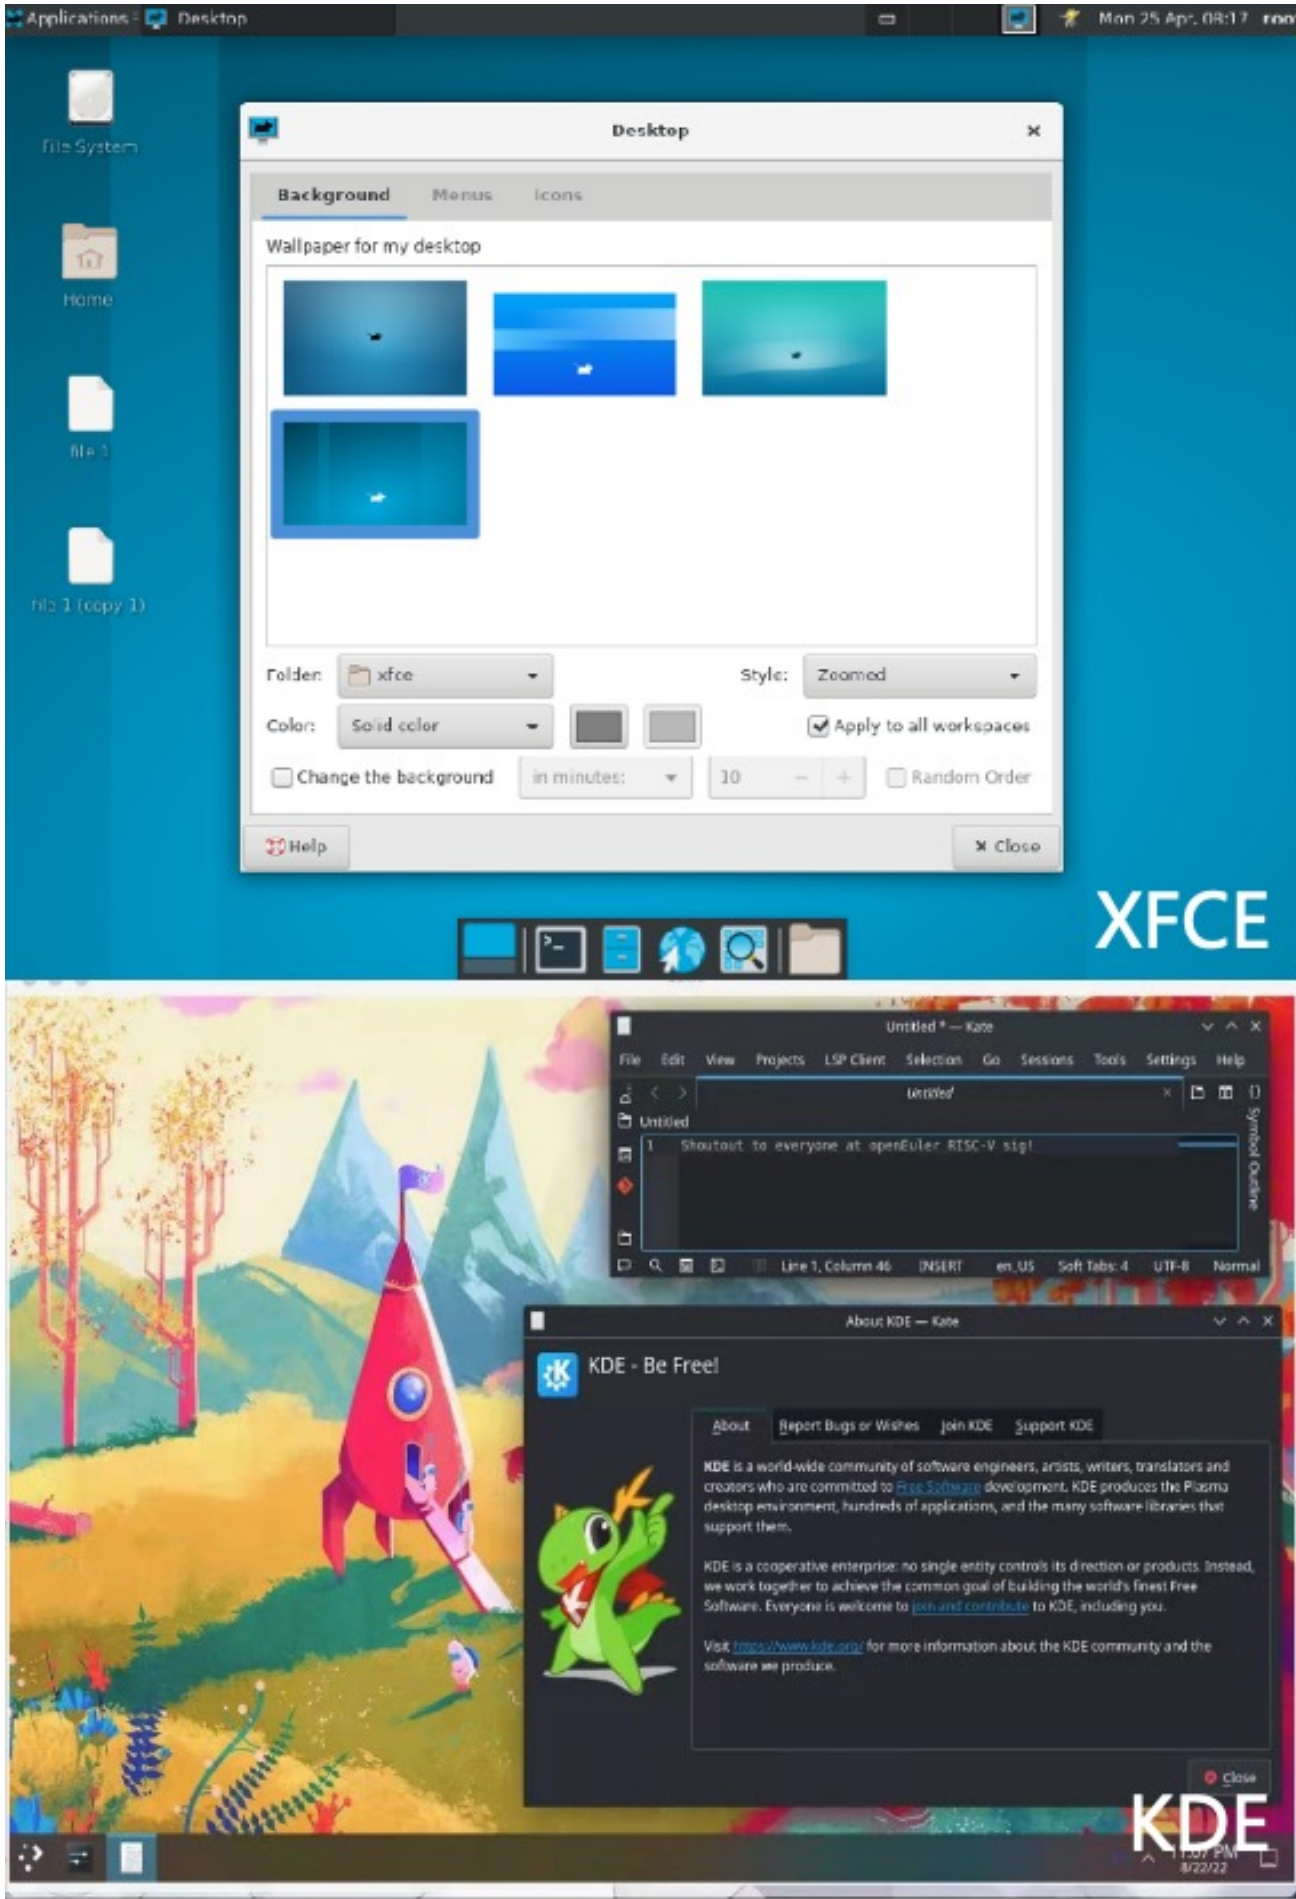 Applications
Desktop
Mon 25 Apr, 08:17
File System
Home
file 1
file 1 (copy 1)
Desktop
Background
Menus
Icons
Wallpaper for my desktop
Folder:
xfce
Style:
Zoomed
Color:
Solid color
Apply to all workspaces
Change the background
in minutes:
10
Random Order
Help
Close
XFCE
Untitled * — Kate
File Edit View Projects LSP Client Selection Go Sessions Tools Settings Help
Untitled
Untitled
1 Shoutout to everyone at openEuler RISC-V sig!
Symbol Outline
Line 1, Column 46 INSERT en_US Soft Tabs: 4 UTF-8 Normal
About KDE — Kate
KDE - Be Free!
About Report Bugs or Wishes Join KDE Support KDE
KDE is a world-wide community of software engineers, artists, writers, translators and
creators who are committed to Free Software development. KDE produces the Plasma
desktop environment, hundreds of applications, and the many software libraries that
support them.
KDE is a cooperative enterprise: no single entity controls its direction or products. Instead,
we work together to achieve the common goal of building the world's finest Free
Software. Everyone is welcome to join and contribute to KDE, including you.
Visit https://www.kde.org/ for more information about the KDE community and the
software we produce.
Close
KDE
11:07 PM
8/22/22